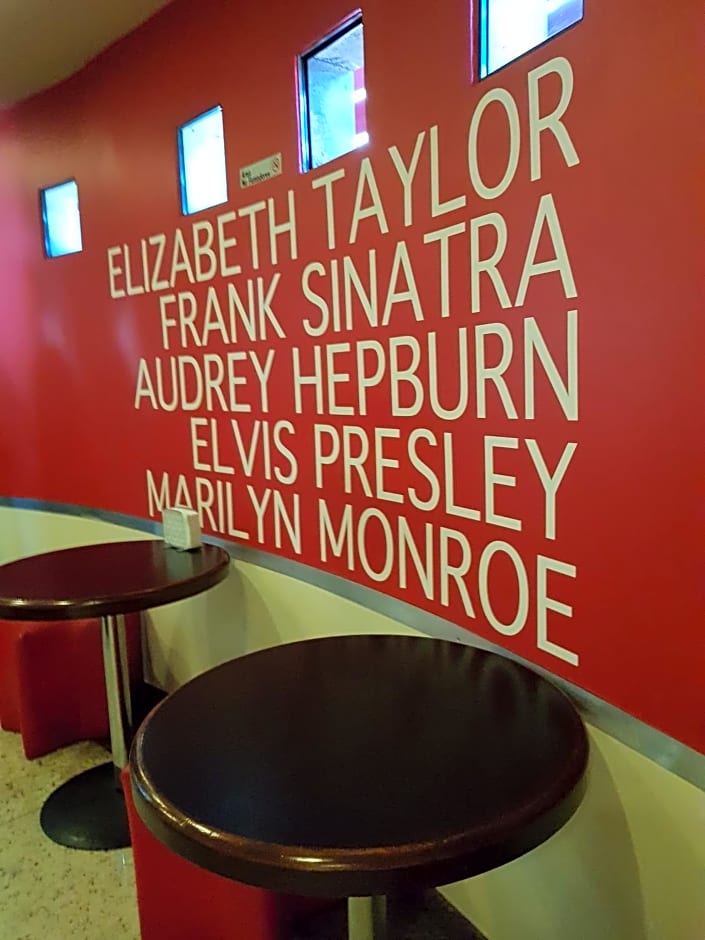 ELIZABETH TAYLOR
FRANK SINATRA
AUDREY HEPBURN
ELVIS PRESLEY
MARILYN MONROE